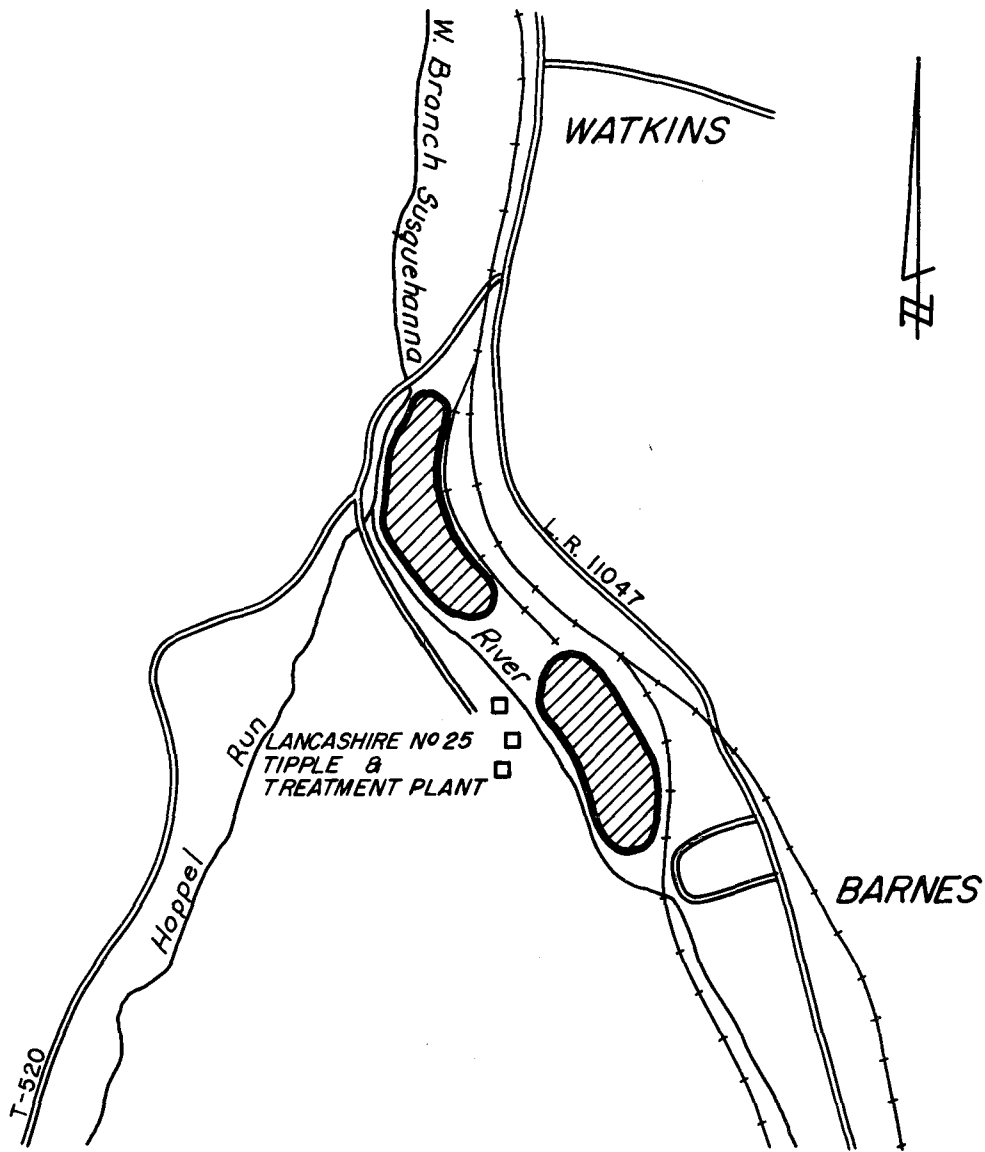 W. Branch Susquehanna
WATKINS
N
L. R. 11047
River
LANCASHIRE Nº 25
TIPPLE &
TREATMENT PLANT
Run
Hoppel
BARNES
T-520